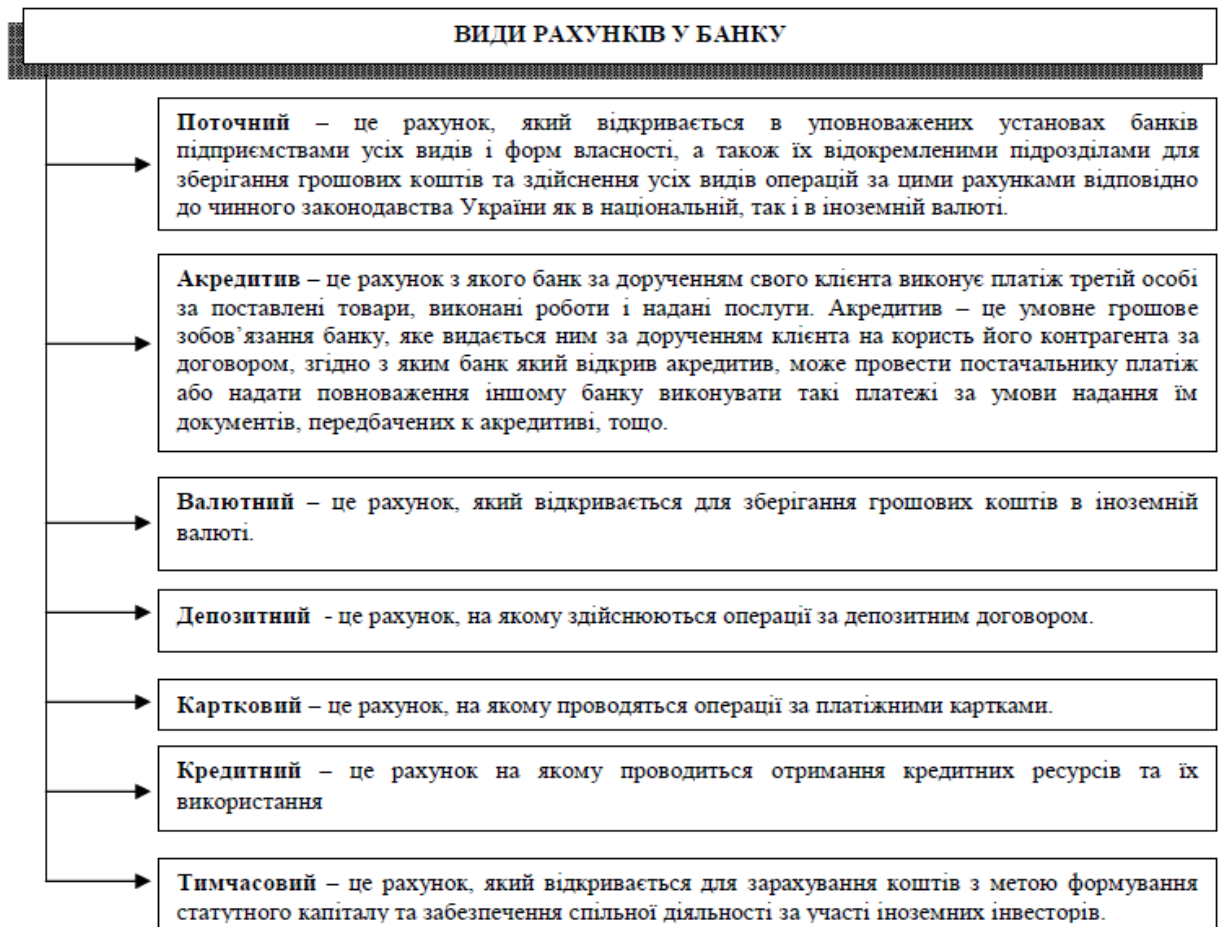 ВИДИ РАХУНКІВ У БАНКУ
Поточний – це рахунок, який відкривається в уповноважених установах банків
підприємствами усіх видів і форм власності, а також їх відокремленими підрозділами для
зберігання грошових коштів та здійснення усіх видів операцій за цими рахунками відповідно
до чинного законодавства України як в національній, так і в іноземній валюті.
Акредитив – це рахунок з якого банк за дорученням свого клієнта виконує платіж третій особі
за поставлені товари, виконані роботи і надані послуги. Акредитив – це умовне грошове
зобов’язання банку, яке видається ним за дорученням клієнта на користь його контрагента за
договором, згідно з яким банк який відкрив акредитив, може провести постачальнику платіж
або надати повноваження іншому банку виконувати такі платежі за умови надання їм
документів, передбачених к акредитиві, тощо.
Валютний – це рахунок, який відкривається для зберігання грошових коштів в іноземній
валюті.
Депозитний - це рахунок, на якому здійснюються операції за депозитним договором.
Картковий – це рахунок, на якому проводяться операції за платіжними картками.
Кредитний – це рахунок на якому проводиться отримання кредитних ресурсів та їх
використання
Тимчасовий – це рахунок, який відкривається для зарахування коштів з метою формування
статутного капіталу та забезпечення спільної діяльності за участі іноземних інвесторів.